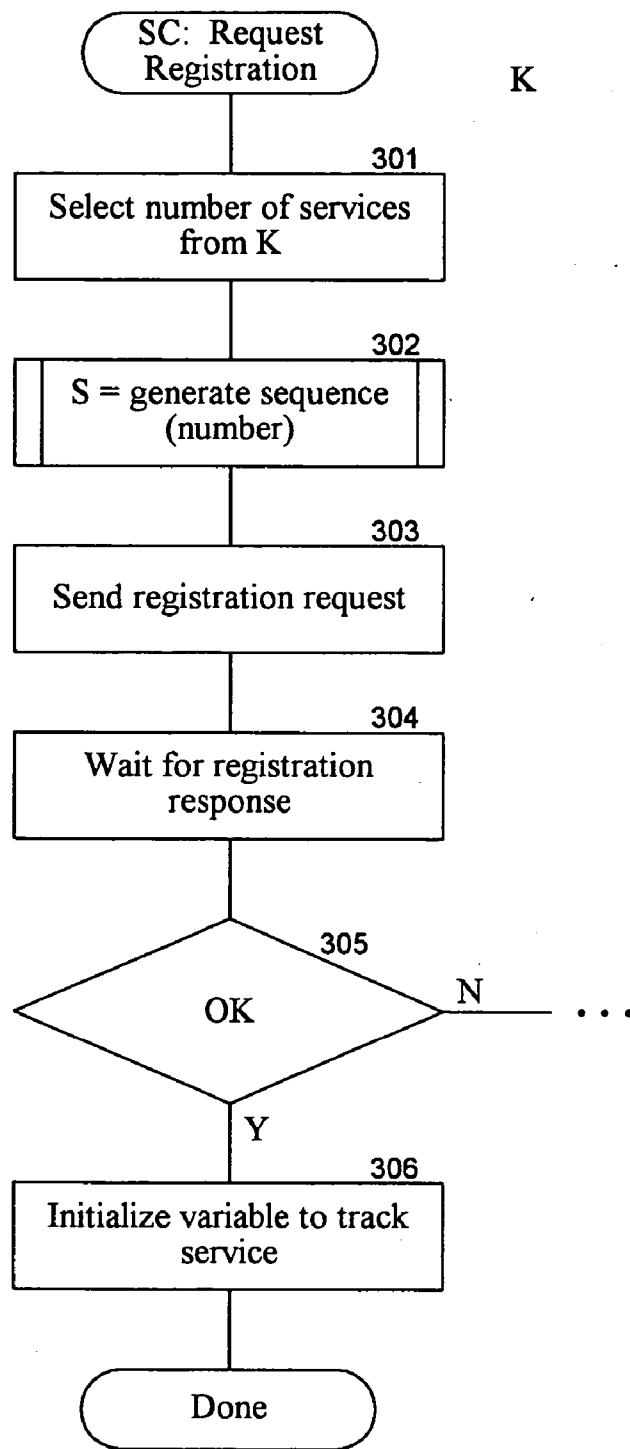 SC: Request
Registration
K
301
Select number of services
from K
302
S = generate sequence
(number)
303
Send registration request
304
Wait for registration
response
305
OK
N
• • •
Y
306
Initialize variable to track
service
Done